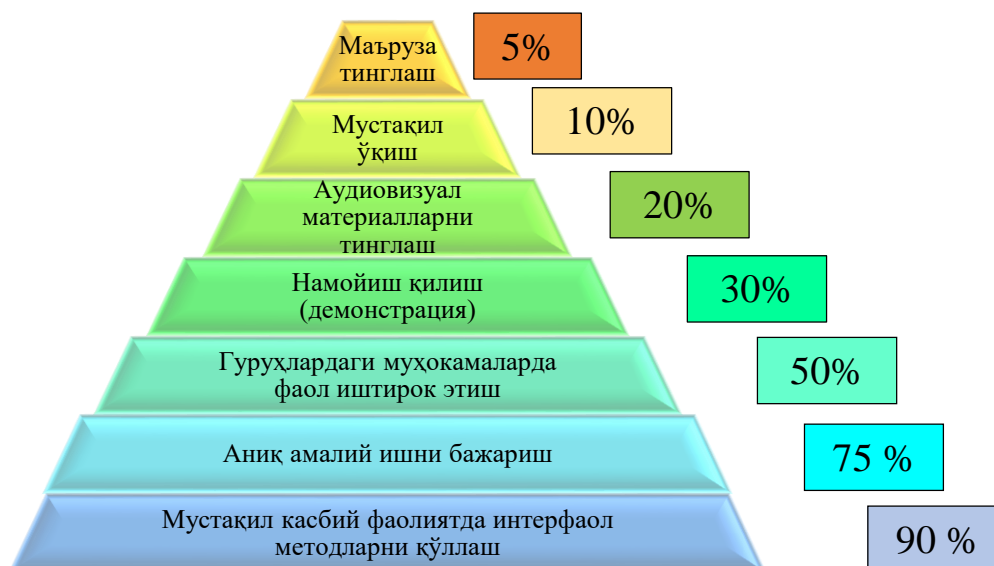 Маъруза
тинглаш
5%
Мустақил
ўқиш
10%
Аудиовизуал
материалларни
тинглаш
20%
Намойиш қилиш
(демонстрация)
30%
Гуруҳлардаги муҳокамаларда
фаол иштирок этиш
50%
Аниқ амалий ишни бажариш
75 %
Мустақил касбий фаолиятда интерфаол
методларни қўллаш
90 %